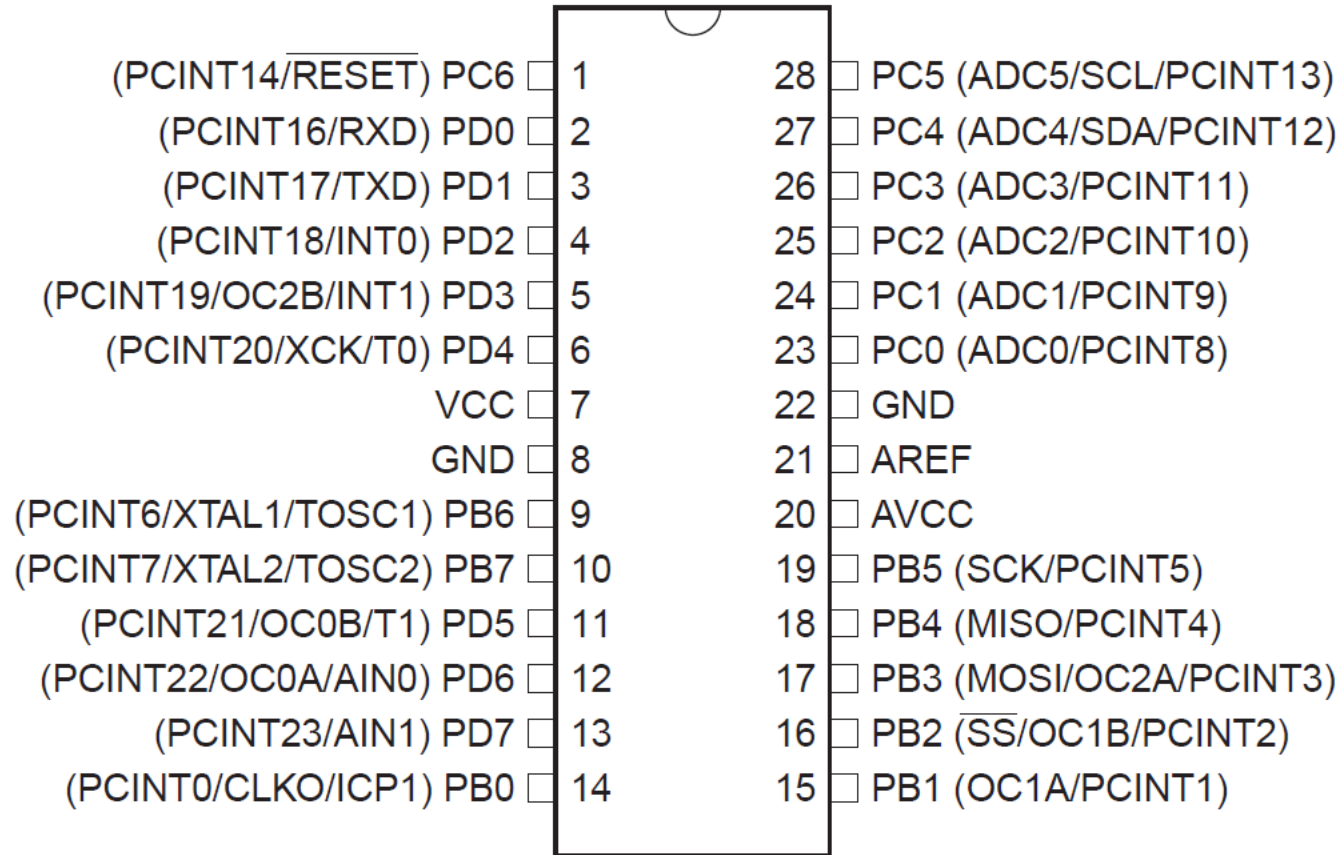 (PCINT14/RESET) PC6 1 28 PC5 (ADC5/SCL/PCINT13)
(PCINT16/RXD) PD0 2 27 PC4 (ADC4/SDA/PCINT12)
(PCINT17/TXD) PD1 3 26 PC3 (ADC3/PCINT11)
(PCINT18/INT0) PD2 4 25 PC2 (ADC2/PCINT10)
(PCINT19/OC2B/INT1) PD3 5 24 PC1 (ADC1/PCINT9)
(PCINT20/XCK/T0) PD4 6 23 PC0 (ADC0/PCINT8)
VCC 7 22 GND
GND 8 21 AREF
(PCINT6/XTAL1/TOSC1) PB6 9 20 AVCC
(PCINT7/XTAL2/TOSC2) PB7 10 19 PB5 (SCK/PCINT5)
(PCINT21/OC0B/T1) PD5 11 18 PB4 (MISO/PCINT4)
(PCINT22/OC0A/AIN0) PD6 12 17 PB3 (MOSI/OC2A/PCINT3)
(PCINT23/AIN1) PD7 13 16 PB2 (SS/OC1B/PCINT2)
(PCINT0/CLKO/ICP1) PB0 14 15 PB1 (OC1A/PCINT1)